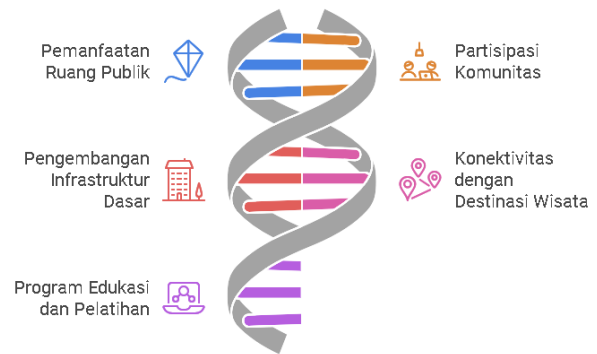 Pemanfaatan
Ruang Publik
Partisipasi
Komunitas
Pengembangan
Infrastruktur
Dasar
Konektivitas
dengan
Destinasi Wisata
Program Edukasi
dan Pelatihan